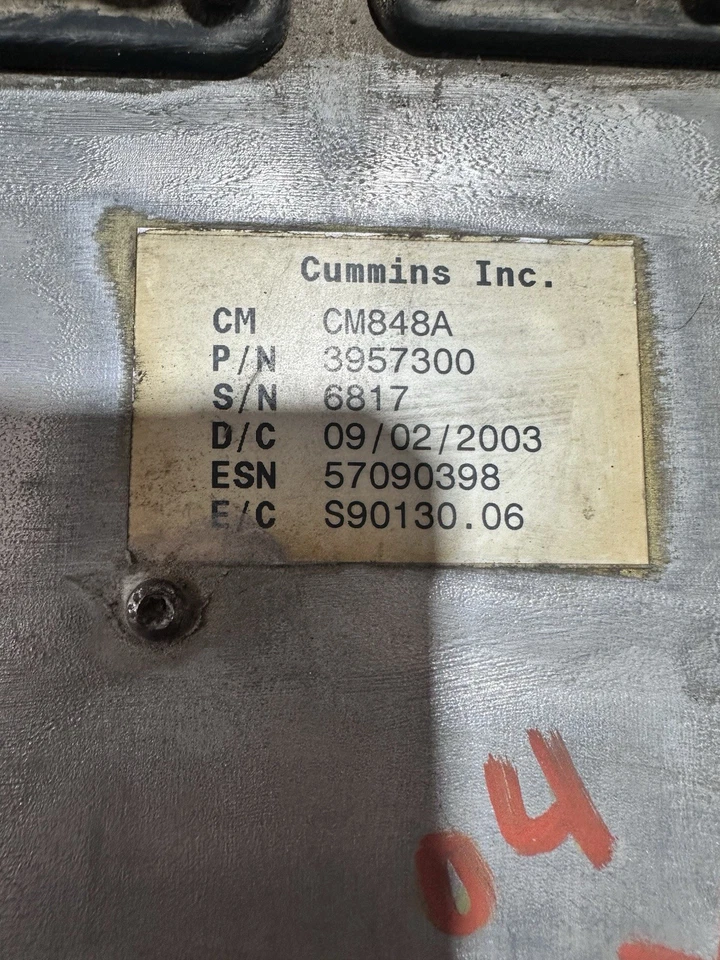 Cummins Inc.
CM CM848A
P/N 3957300
S/N 6817
D/C 09/02/2003
ESN 57090398
E/C S90130.06
04